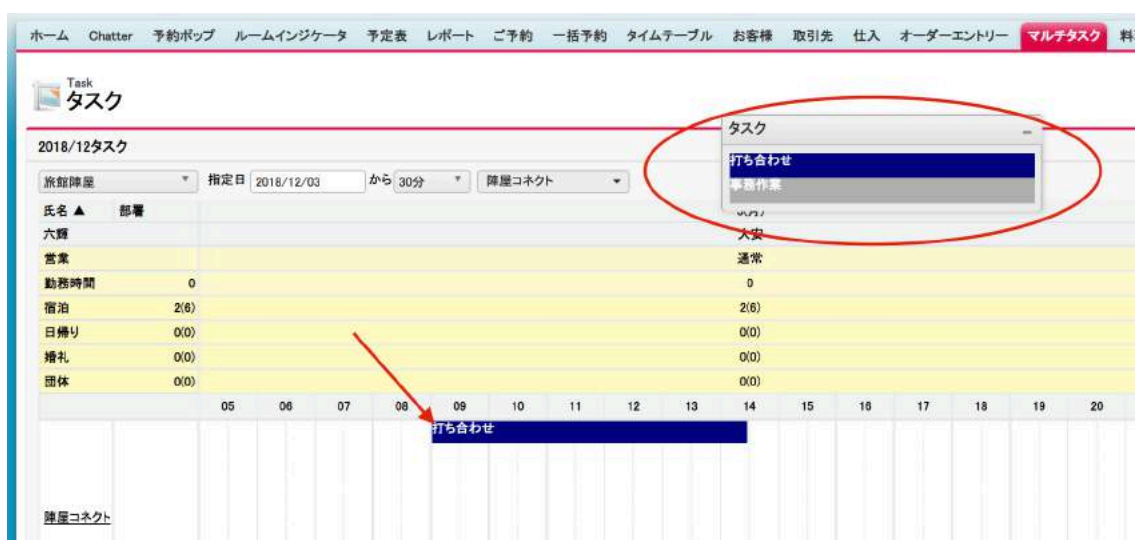 ホーム Chatter 予約ポップ ルームインジケータ 予定表 レポート ご予約 一括予約 タイムテーブル お客様 取引先 仕入 オーダーエントリー マルチタスク 料
Task
タスク
タスク
2018/12タスク
打ち合わせ
事務作業
旅館陣屋 指定日 2018/12/03 から 30分 陣屋コネクト
氏名 ▲ 部署
六輝 大安
営業 通常
勤務時間 0 0
宿泊 2(6) 2(6)
日帰り 0(0) 0(0)
婚礼 0(0) 0(0)
団体 0(0) 0(0)
05 06 07 08 09 10 11 12 13 14 15 16 17 18 19 20
打ち合わせ
陣屋コネクト